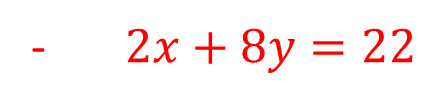 - 2x + 8y = 22